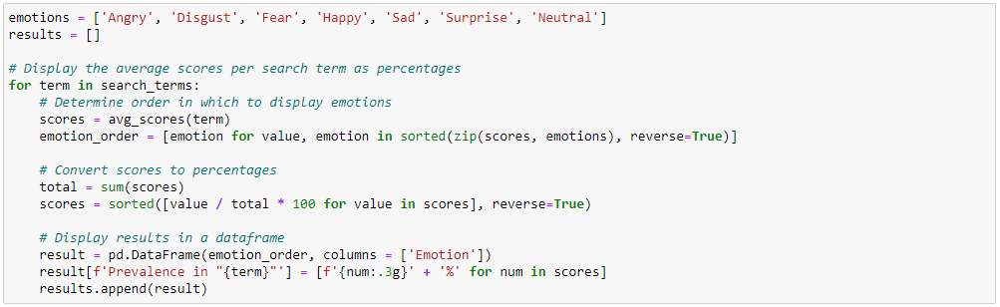 emotions = ['Angry', 'Disgust', 'Fear', 'Happy', 'Sad', 'Surprise', 'Neutral']
results = []

# Display the average scores per search term as percentages
for term in search_terms:
    # Determine order in which to display emotions
    scores = avg_scores(term)
    emotion_order = [emotion for value, emotion in sorted(zip(scores, emotions), reverse=True)]

    # Convert scores to percentages
    total = sum(scores)
    scores = sorted([value / total * 100 for value in scores], reverse=True)

    # Display results in a dataframe
    result = pd.DataFrame(emotion_order, columns = ['Emotion'])
    result[f'Prevalence in "{term}"'] = [f'{num:.3g}' + '%' for num in scores]
    results.append(result)